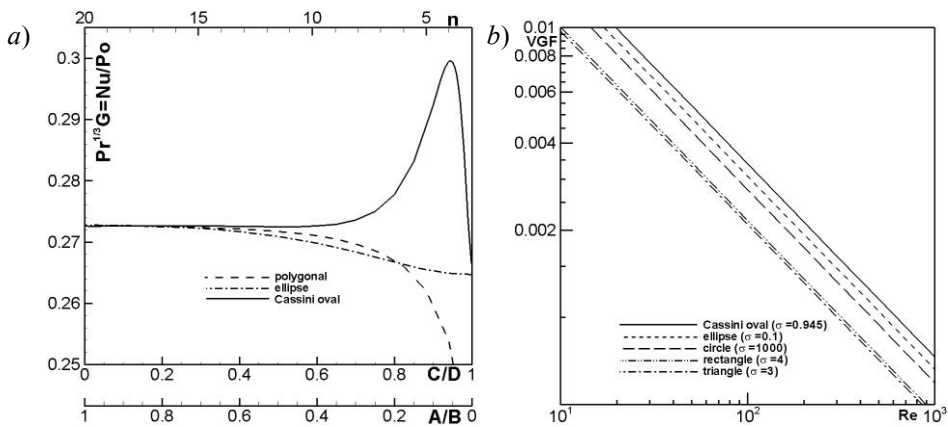 a)
20 15 10 5 n
Pr^{1/3}G=Nu/Po
0.3
0.29
0.28
0.27
0.26
0.25
polygonal
ellipse
Cassini oval
0 0.2 0.4 0.6 0.8 C/D 1
1 0.8 0.6 0.4 0.2 A/B 0
b)
0.01
VGF
0.008
0.006
0.004
0.002
Cassini oval (σ=0.945)
ellipse (σ=0.1)
circle (σ=1000)
rectangle (σ=4)
triangle (σ=3)
10^1 10^2 Re 10^3